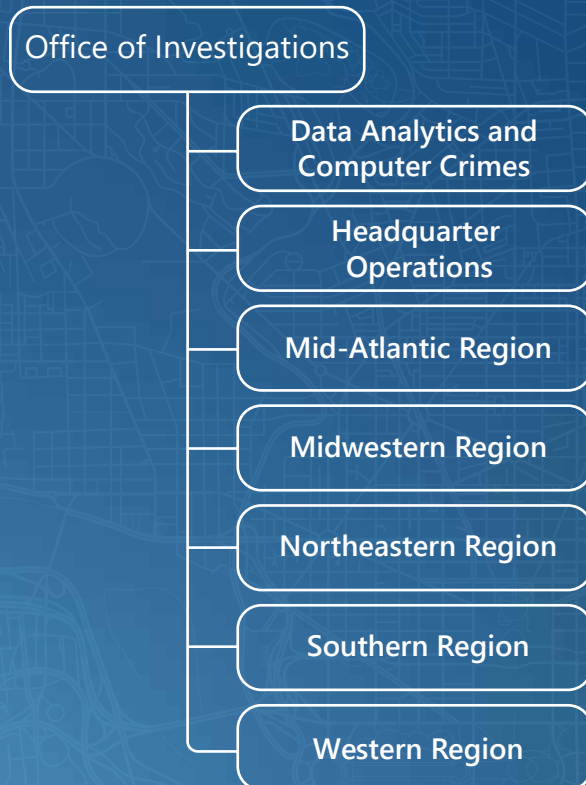 Office of Investigations
Data Analytics and
Computer Crimes
Headquarter
Operations
Mid-Atlantic Region
Midwestern Region
Northeastern Region
Southern Region
Western Region